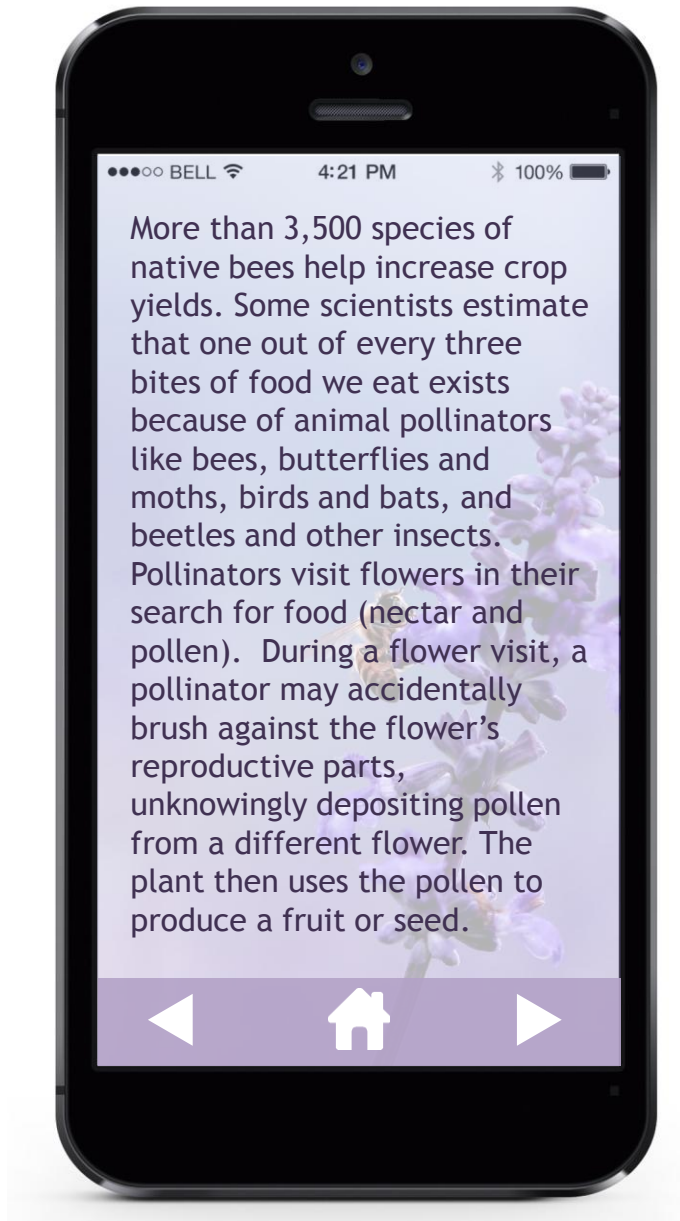 BELL 4:21 PM 100%
More than 3,500 species of
native bees help increase crop
yields. Some scientists estimate
that one out of every three
bites of food we eat exists
because of animal pollinators
like bees, butterflies and
moths, birds and bats, and
beetles and other insects.
Pollinators visit flowers in their
search for food (nectar and
pollen).  During a flower visit, a
pollinator may accidentally
brush against the flower’s
reproductive parts,
unknowingly depositing pollen
from a different flower. The
plant then uses the pollen to
produce a fruit or seed.